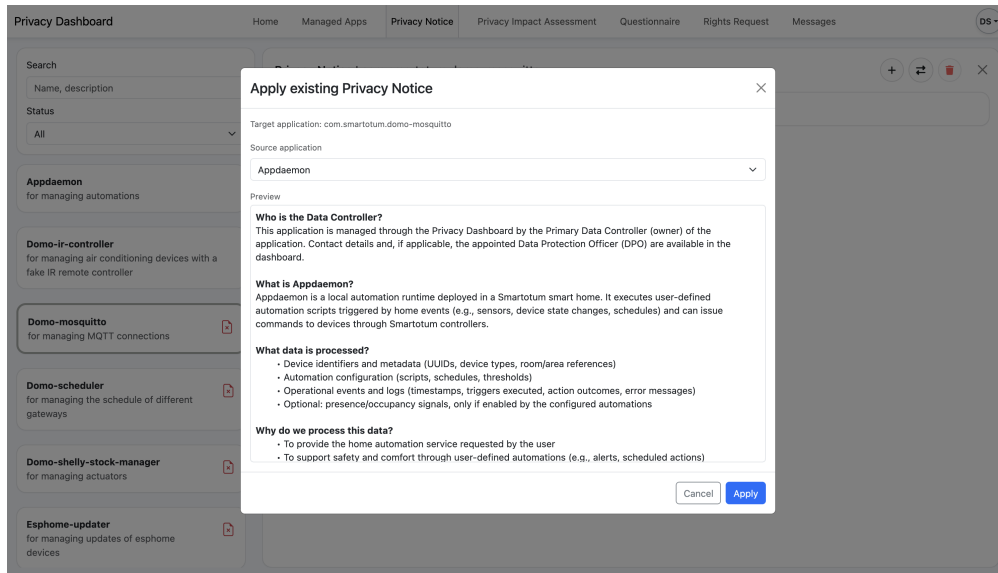 Privacy Dashboard
Home Managed Apps Privacy Notice Privacy Impact Assessment Questionnaire Rights Request Messages DS
Search
Name, description
Status
All
Appdaemon
for managing automations
Domo-ir-controller
for managing air conditioning devices with a
fake IR remote controller
Domo-mosquitto
for managing MQTT connections
Domo-scheduler
for managing the schedule of different
gateways
Domo-shelly-stock-manager
for managing actuators
Esphome-updater
for managing updates of esphome
devices
Apply existing Privacy Notice
Target application: com.smartotum.domo-mosquitto
Source application
Appdaemon
Preview
Who is the Data Controller?
This application is managed through the Privacy Dashboard by the Primary Data Controller (owner) of the
application. Contact details and, if applicable, the appointed Data Protection Officer (DPO) are available in the
dashboard.
What is Appdaemon?
Appdaemon is a local automation runtime deployed in a Smartotum smart home. It executes user-defined
automation scripts triggered by home events (e.g., sensors, device state changes, schedules) and can issue
commands to devices through Smartotum controllers.
What data is processed?
• Device identifiers and metadata (UUIDs, device types, room/area references)
• Automation configuration (scripts, schedules, thresholds)
• Operational events and logs (timestamps, triggers executed, action outcomes, error messages)
• Optional: presence/occupancy signals, only if enabled by the configured automations
Why do we process this data?
• To provide the home automation service requested by the user
• To support safety and comfort through user-defined automations (e.g., alerts, scheduled actions)
Cancel Apply